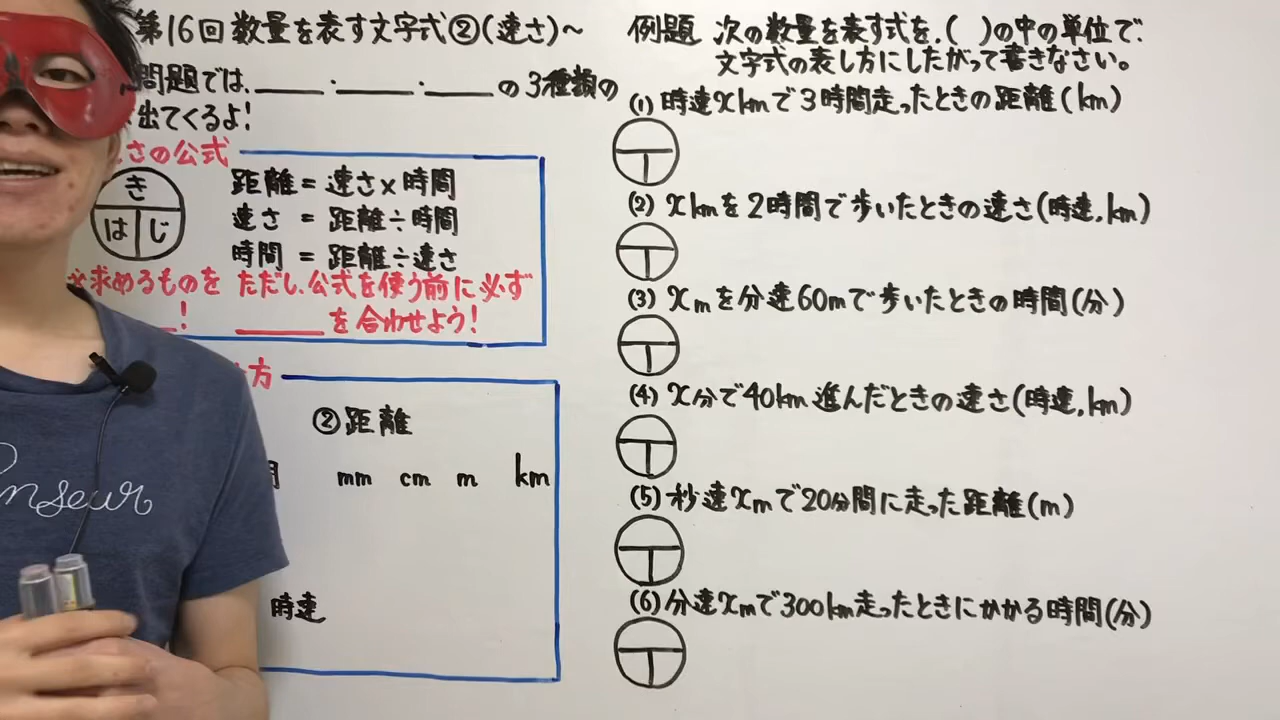 第16回 数量を表す文字式②(速さ)~
問題では、____・____・____の3種類の
出てくるよ!
さの公式
き
は じ
距離 = 速さ×時間
速さ = 距離÷時間
時間 = 距離÷速さ
※求めるものを ただし、公式を使う前に必ず
____! ____を合わせよう!
方
②距離
mm cm m km
時速
nseur
例題 次の数量を表す式を、( )の中の単位で、
文字式の表し方にしたがって書きなさい。
(1) 時速xkmで3時間走ったときの距離(km)
(2) xkmを2時間で歩いたときの速さ(時速,km)
(3) xmを分速60mで歩いたときの時間(分)
(4) x分で40km進んだときの速さ(時速,km)
(5) 秒速xmで20分間に走った距離(m)
(6) 分速xmで300km走ったときにかかる時間(分)